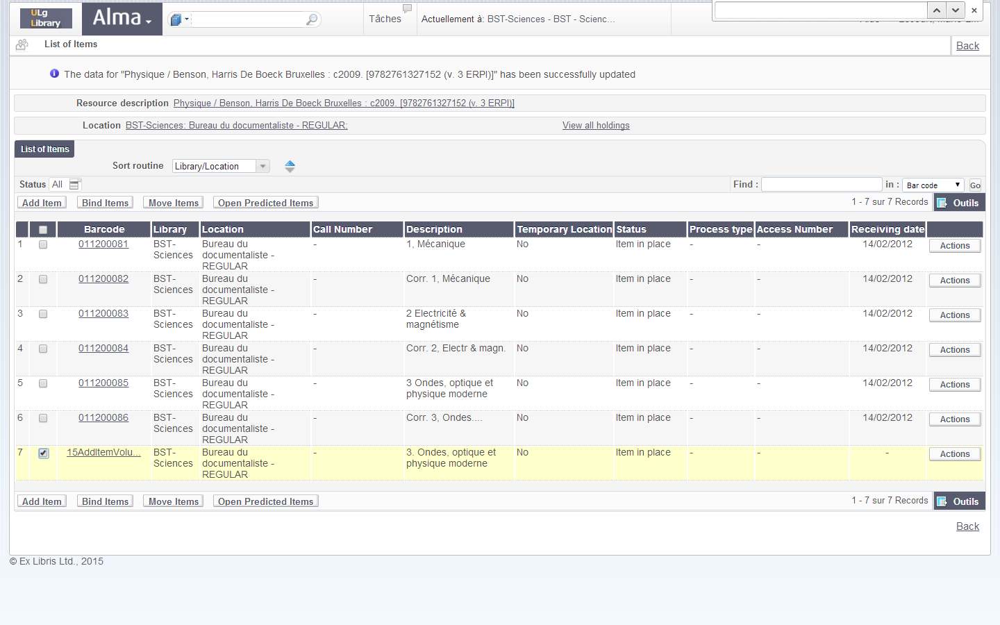 ULg Library
Alma
Tâches
Actuellement à: BST-Sciences - BST - Scienc...
List of Items
Back
The data for "Physique / Benson, Harris De Boeck Bruxelles : c2009. [9782761327152 (v. 3 ERPI)]" has been successfully updated
Resource description Physique / Benson, Harris De Boeck Bruxelles : c2009. [9782761327152 (v. 3 ERPI)]
Location BST-Sciences: Bureau du documentaliste - REGULAR; View all holdings
List of Items
Sort routine Library/Location
Status All Find : in : Bar code Go
Add Item Bind Items Move Items Open Predicted Items 1 - 7 sur 7 Records Outils
Barcode Library Location Call Number Description Temporary Location Status Process type Access Number Receiving date
1 011200081 BST- Bureau du - 1, Mécanique No Item in place - - 14/02/2012 Actions
Sciences documentaliste -
REGULAR
2 011200082 BST- Bureau du - Corr. 1, Mécanique No Item in place - - 14/02/2012 Actions
Sciences documentaliste -
REGULAR
3 011200083 BST- Bureau du - 2 Electricité & No Item in place - - 14/02/2012 Actions
Sciences documentaliste - magnétisme
REGULAR
4 011200084 BST- Bureau du - Corr. 2, Electr & magn. No Item in place - - 14/02/2012 Actions
Sciences documentaliste -
REGULAR
5 011200085 BST- Bureau du - 3 Ondes, optique et No Item in place - - 14/02/2012 Actions
Sciences documentaliste - physique moderne
REGULAR
6 011200086 BST- Bureau du - Corr. 3, Ondes.... No Item in place - - 14/02/2012 Actions
Sciences documentaliste -
REGULAR
7 15AddItemVolu... BST- Bureau du - 3. Ondes, optique et No Item in place - - - Actions
Sciences documentaliste - physique moderne
REGULAR
Add Item Bind Items Move Items Open Predicted Items 1 - 7 sur 7 Records Outils
Back
© Ex Libris Ltd., 2015